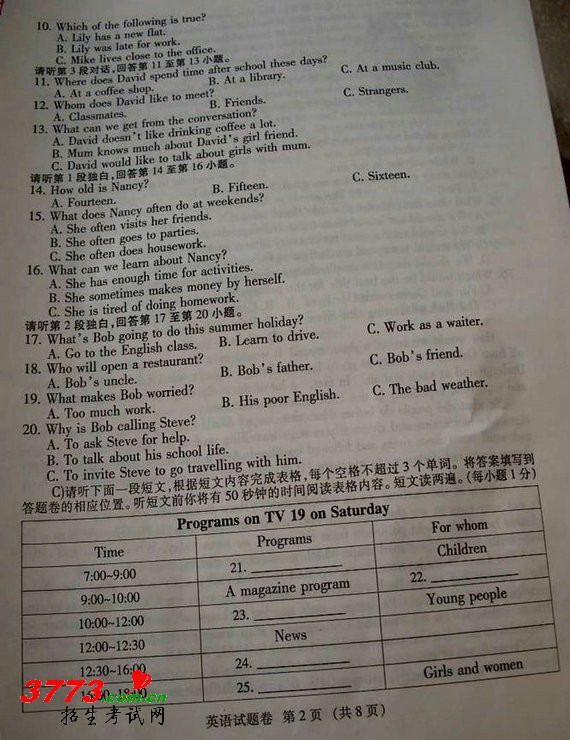 10. Which of the following is true?
A. Lily has a new flat.
B. Lily was late for work.
C. Mike lives close to the office.
请听第3段对话,回答第11至第13小题。
11. Where does David spend time after school these days?
A. At a coffee shop. B. At a library. C. At a music club.
12. Whom does David like to meet?
A. Classmates. B. Friends. C. Strangers.
13. What can we get from the conversation?
A. David doesn't like drinking coffee a lot.
B. Mum knows much about David's girl friend.
C. David would like to talk about girls with mum.
请听第1段独白,回答第14至第16小题。
14. How old is Nancy?
A. Fourteen. B. Fifteen. C. Sixteen.
15. What does Nancy often do at weekends?
A. She often visits her friends.
B. She often goes to parties.
C. She often does housework.
16. What can we learn about Nancy?
A. She has enough time for activities.
B. She sometimes makes money by herself.
C. She is tired of doing homework.
请听第2段独白,回答第17至第20小题。
17. What's Bob going to do this summer holiday?
A. Go to the English class. B. Learn to drive. C. Work as a waiter.
18. Who will open a restaurant?
A. Bob's uncle. B. Bob's father. C. Bob's friend.
19. What makes Bob worried?
A. Too much work. B. His poor English. C. The bad weather.
20. Why is Bob calling Steve?
A. To ask Steve for help.
B. To talk about his school life.
C. To invite Steve to go travelling with him.
C)请听下面一段短文,根据短文内容完成表格,每个空格不超过3个单词。将答案填写到
答题卷的相应位置。听短文前你将有50秒钟的时间阅读表格内容。短文读两遍。(每小题1分)
Programs on TV 19 on Saturday
Time Programs For whom
7:00~9:00 21. Children
9:00~10:00 A magazine program 22.
10:00~12:00 23. Young people
12:00~12:30 News
12:30~16:00 24.
18:00 25. Girls and women
3773.com.cn
招生考试网
英语试题卷 第2页 (共8页)